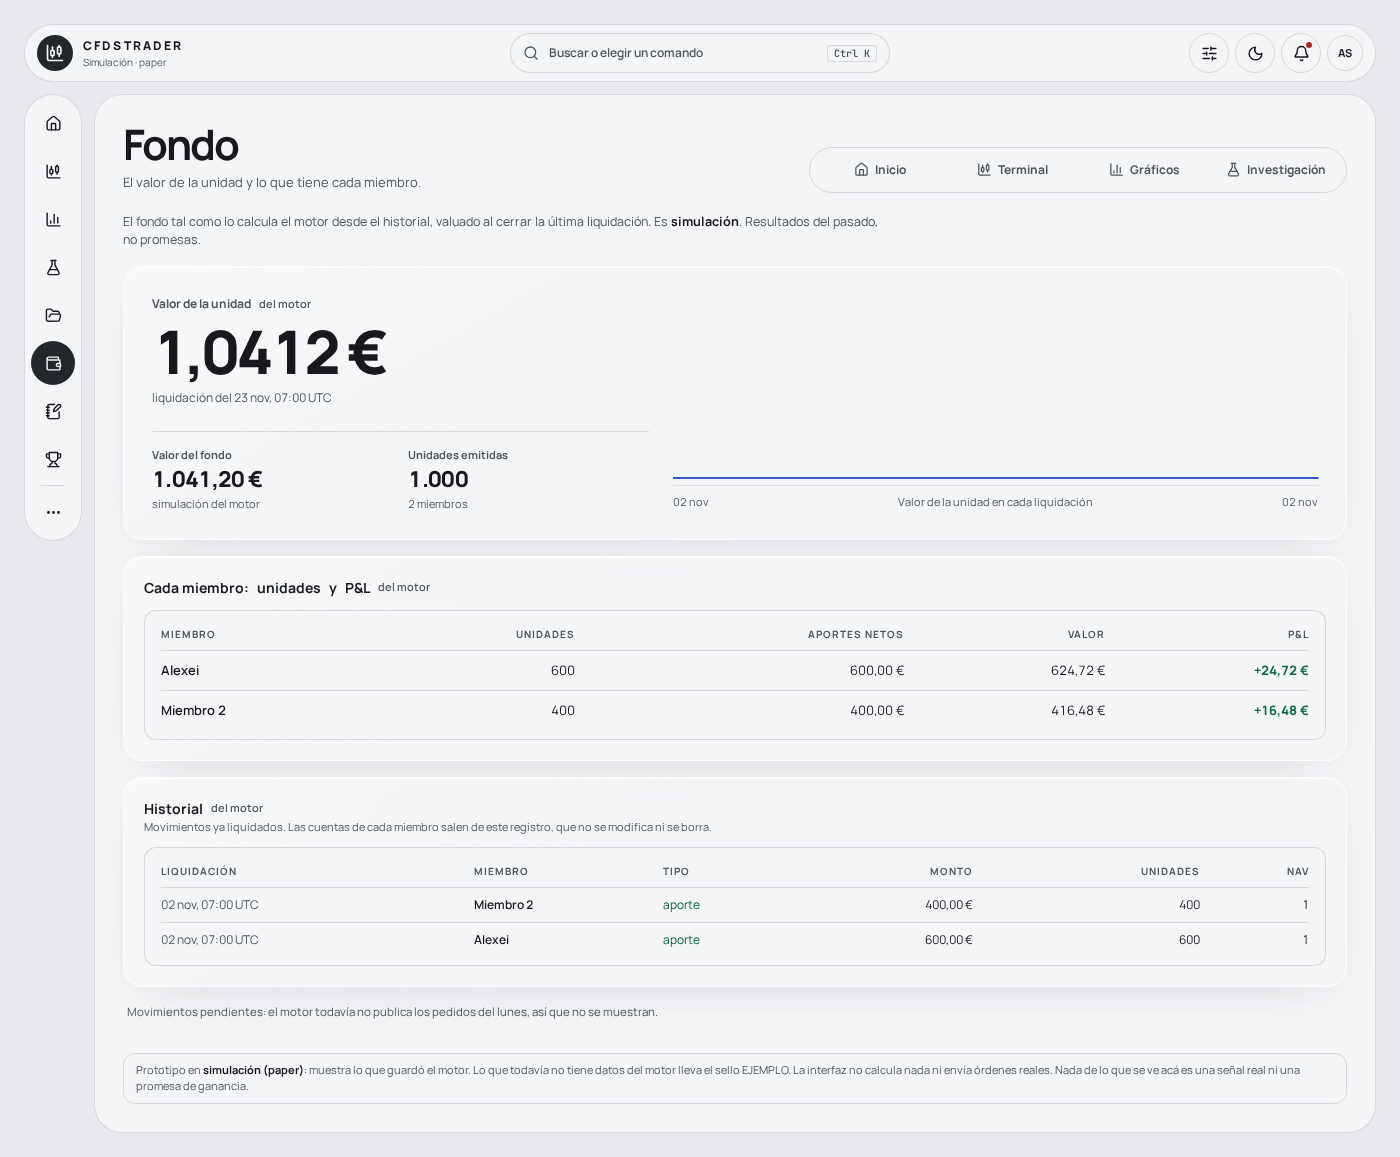 CFDSTRADER
Simulación · paper
Buscar o elegir un comando
Ctrl K
AS
Fondo
El valor de la unidad y lo que tiene cada miembro.
Inicio
Terminal
Gráficos
Investigación
El fondo tal como lo calcula el motor desde el historial, valuado al cerrar la última liquidación. Es simulación. Resultados del pasado,
no promesas.
Valor de la unidad del motor
1,0412 €
liquidación del 23 nov, 07:00 UTC
Valor del fondo
1.041,20 €
simulación del motor
Unidades emitidas
1.000
2 miembros
02 nov
Valor de la unidad en cada liquidación
02 nov
Cada miembro: unidades y P&L del motor
MIEMBRO UNIDADES APORTES NETOS VALOR P&L
Alexei 600 600,00 € 624,72 € +24,72 €
Miembro 2 400 400,00 € 416,48 € +16,48 €
Historial del motor
Movimientos ya liquidados. Las cuentas de cada miembro salen de este registro, que no se modifica ni se borra.
LIQUIDACIÓN MIEMBRO TIPO MONTO UNIDADES NAV
02 nov, 07:00 UTC Miembro 2 aporte 400,00 € 400 1
02 nov, 07:00 UTC Alexei aporte 600,00 € 600 1
Movimientos pendientes: el motor todavía no publica los pedidos del lunes, así que no se muestran.
Prototipo en simulación (paper): muestra lo que guardó el motor. Lo que todavía no tiene datos del motor lleva el sello EJEMPLO. La interfaz no calcula nada ni envía órdenes reales. Nada de lo que se ve acá es una señal real ni una
promesa de ganancia.